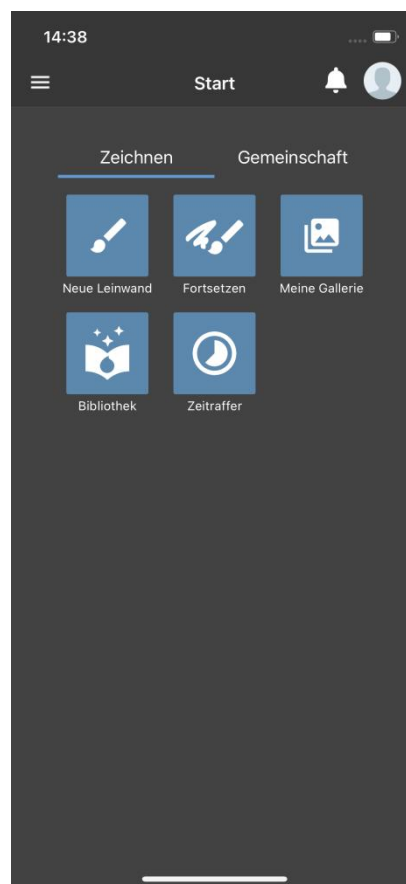 14:38
Start
Zeichnen Gemeinschaft
Neue Leinwand Fortsetzen Meine Gallerie
Bibliothek Zeitraffer